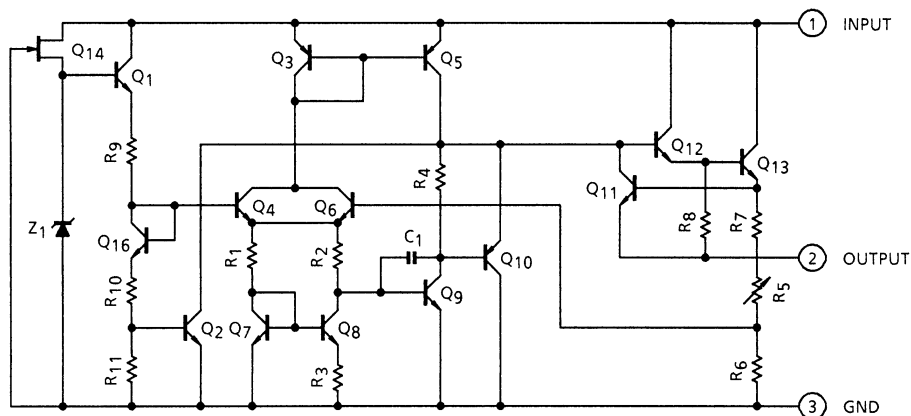 1 INPUT
Q14
Q1
Q3
Q5
R9
Q12
Q13
R4
Q11
Q4
Q6
R8
R7
Z1
Q16
R1
R2
C1
Q10
2 OUTPUT
R10
Q9
R5
Q2
Q7
Q8
R11
R3
R6
3 GND